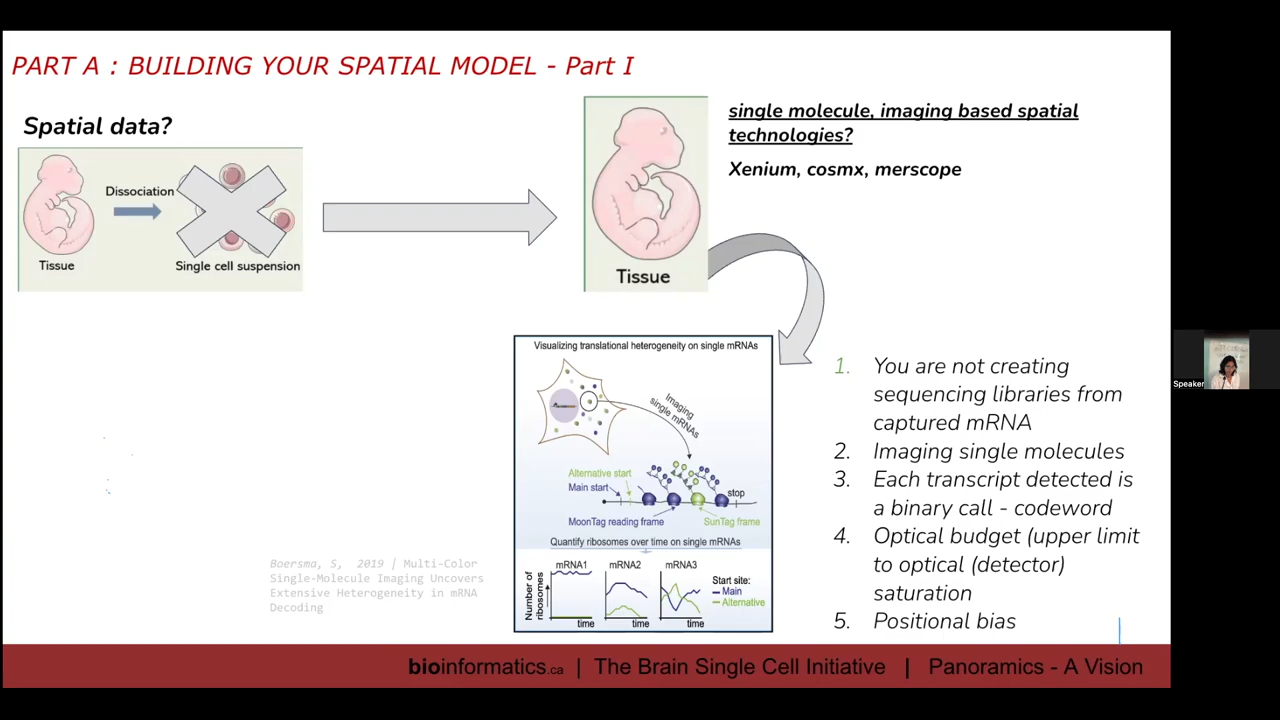 PART A : BUILDING YOUR SPATIAL MODEL - Part I
Spatial data?
Dissociation
Tissue
Single cell suspension
Tissue
single molecule, imaging based spatial
technologies?
Xenium, cosmx, merscope
Visualizing translational heterogeneity on single mRNAs
Imaging
single mRNAs
Alternative start
Main start
stop
MoonTag reading frame
SunTag frame
Quantify ribosomes over time on single mRNAs
mRNA1
mRNA2
mRNA3
Number of
ribosomes
time
time
time
Start site:
Main
Alternative
Boersma, S, 2019 | Multi-Color
Single-Molecule Imaging Uncovers
Extensive Heterogeneity in mRNA
Decoding
1. You are not creating
sequencing libraries from
captured mRNA
2. Imaging single molecules
3. Each transcript detected is
a binary call - codeword
4. Optical budget (upper limit
to optical (detector)
saturation
5. Positional bias
Speaker
bioinformatics.ca | The Brain Single Cell Initiative | Panoramics - A Vision